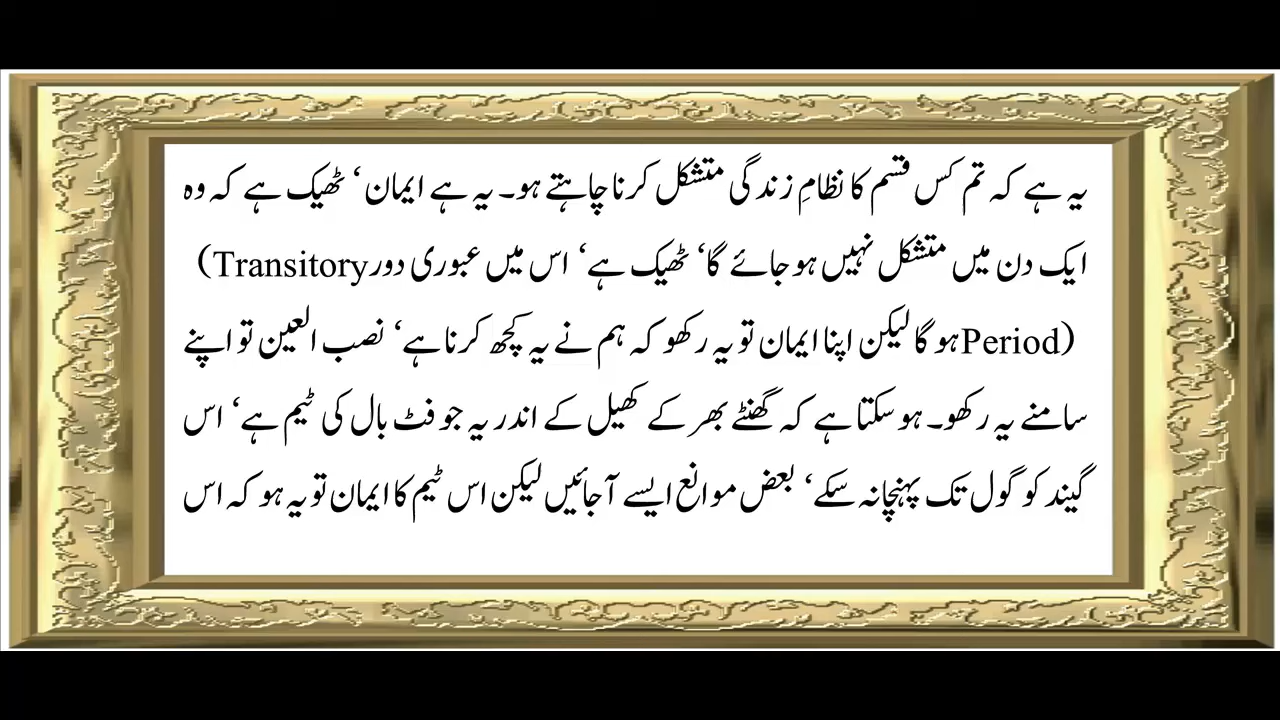 یہ ہے کہ تم کس قسم کا نظامِ زندگی متشکل کرنا چاہتے ہو۔ یہ ہے ایمان‘ ٹھیک ہے کہ وہ
ایک دن میں متشکل نہیں ہو جائے گا‘ ٹھیک ہے‘ اس میں عبوری دور (Transitory
Period) ہو گا لیکن اپنا ایمان تو یہ رکھو کہ ہم نے یہ کچھ کرنا ہے‘ نصب العین تو اپنے
سامنے یہ رکھو۔ ہو سکتا ہے کہ گھنٹے بھر کے کھیل کے اندر یہ جو فٹ بال کی ٹیم ہے‘ اس
گیند کو گول تک پہنچا نہ سکے‘ بعض موانع ایسے آ جائیں لیکن اس ٹیم کا ایمان تو یہ ہو کہ اس